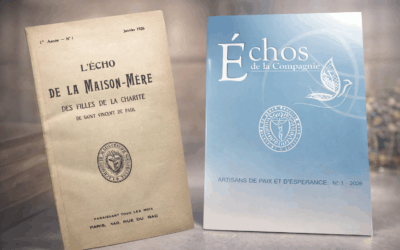 1re Année — No 1
Janvier 1926
L'ÉCHO
DE LA MAISON-MÈRE
DES FILLES DE LA CHARITÉ
DE SAINT VINCENT DE PAUL
PARAISSANT TOUS LES MOIS
PARIS, 140, RUE DU BAC
Échos
de la Compagnie
ARTISANS DE PAIX ET D'ESPÉRANCE N°1 - 2026